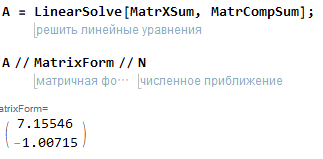 A = LinearSolve[MatrXSum, MatrCompSum];
решить линейные уравнения
A // MatrixForm // N
матричная фо⋯ численное приближение
atrixForm=
7.15546
-1.00715